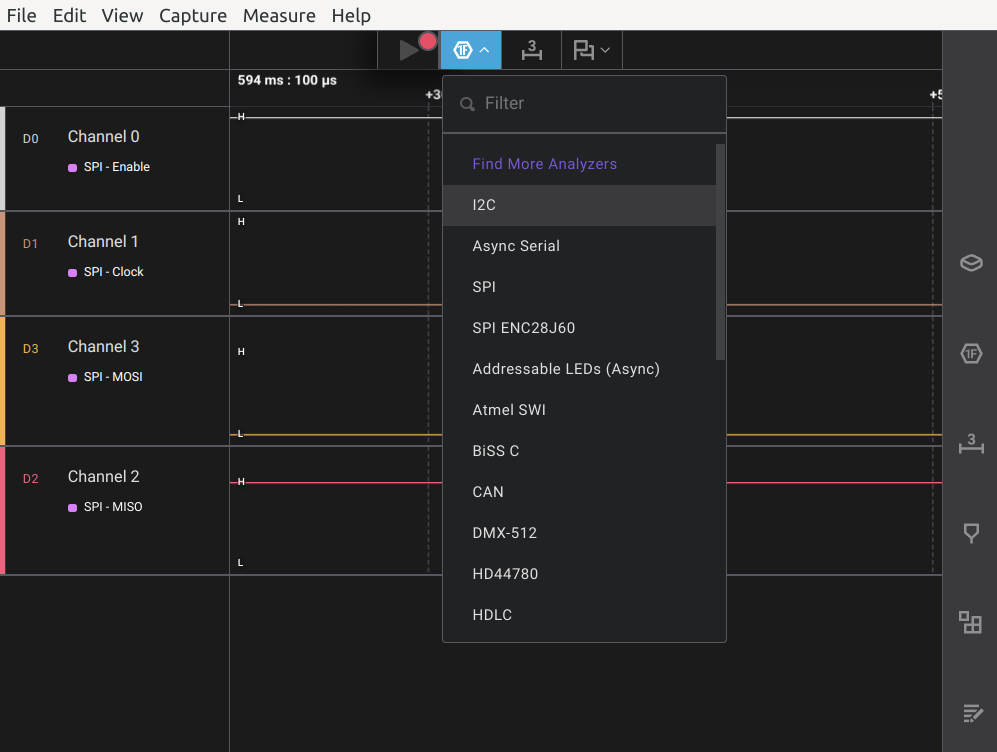 File Edit View Capture Measure Help
1F 3
594 ms : 100 µs
+3
+5
Filter
D0 Channel 0
SPI - Enable
H
L
D1 Channel 1
SPI - Clock
H
L
D3 Channel 3
SPI - MOSI
H
L
D2 Channel 2
SPI - MISO
H
L
Find More Analyzers
I2C
Async Serial
SPI
SPI ENC28J60
Addressable LEDs (Async)
Atmel SWI
BiSS C
CAN
DMX-512
HD44780
HDLC
1F
3